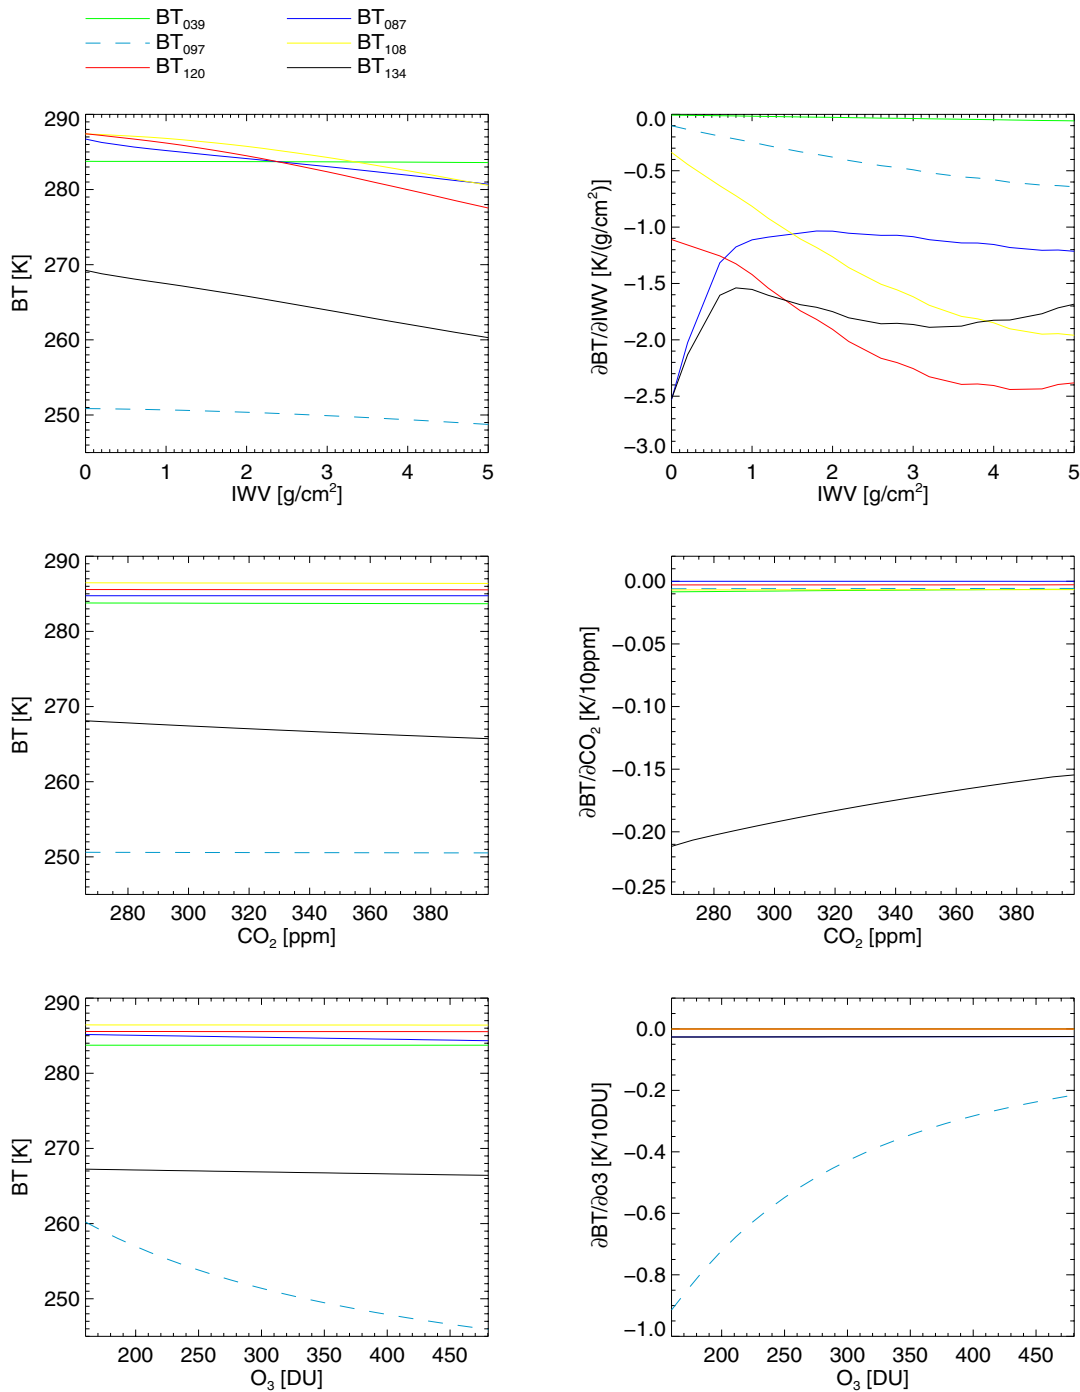 BT₀₃₉ BT₀₈₇
BT₀₉₇ BT₁₀₈
BT₁₂₀ BT₁₃₄
290
280
270
260
250
BT [K]
0 1 2 3 4 5
IWV [g/cm²]
0.0
−0.5
−1.0
−1.5
−2.0
−2.5
−3.0
∂BT/∂IWV [K/(g/cm²)]
0 1 2 3 4 5
IWV [g/cm²]
290
280
270
260
250
BT [K]
280 300 320 340 360 380
CO₂ [ppm]
0.00
−0.05
−0.10
−0.15
−0.20
−0.25
∂BT/∂CO₂ [K/10ppm]
280 300 320 340 360 380
CO₂ [ppm]
290
280
270
260
250
BT [K]
200 250 300 350 400 450
O₃ [DU]
0.0
−0.2
−0.4
−0.6
−0.8
−1.0
∂BT/∂o3 [K/10DU]
200 250 300 350 400 450
O₃ [DU]